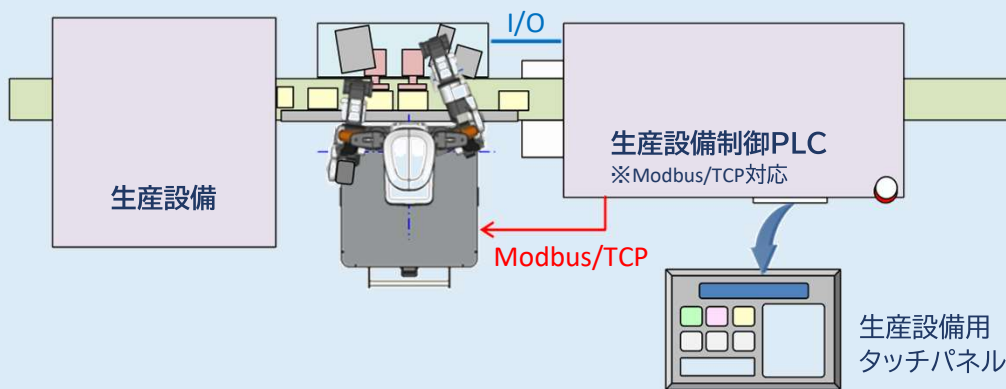 I/O
生産設備制御PLC
※Modbus/TCP対応
生産設備
Modbus/TCP
生産設備用
タッチパネル